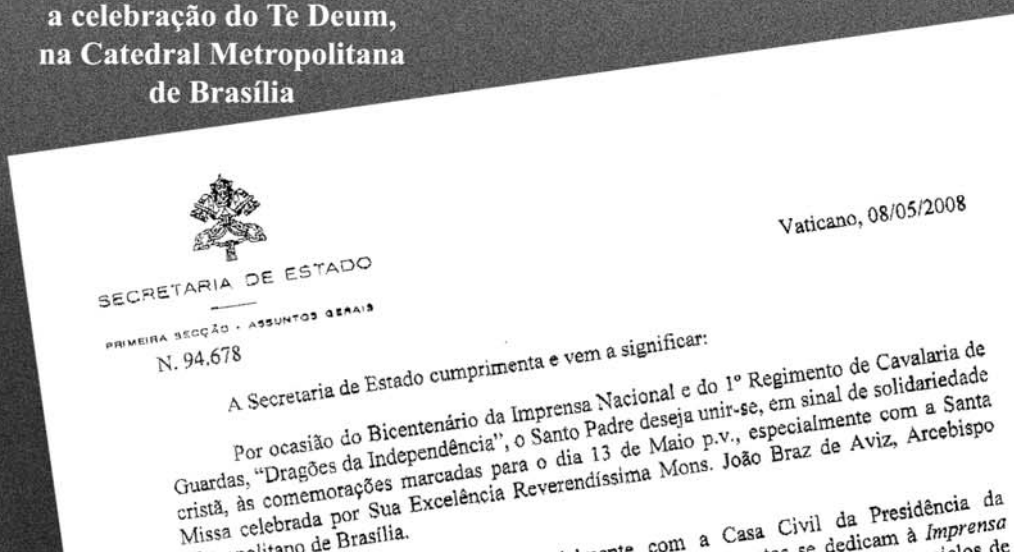 a celebração do Te Deum,
na Catedral Metropolitana
de Brasília
Vaticano, 08/05/2008
SECRETARIA DE ESTADO
PRIMEIRA SECÇÃO - ASSUNTOS GERAIS
N. 94.678
A Secretaria de Estado cumprimenta e vem a significar:
Por ocasião do Bicentenário da Imprensa Nacional e do 1º Regimento de Cavalaria de
Guardas, “Dragões da Independência”, o Santo Padre deseja unir-se, em sinal de solidariedade
cristã, às comemorações marcadas para o dia 13 de Maio p.v., especialmente com a Santa
Missa celebrada por Sua Excelência Reverendíssima Mons. João Braz de Aviz, Arcebispo
de Brasília.
com a Casa Civil da Presidência da
se dedicam à Imprensa
de